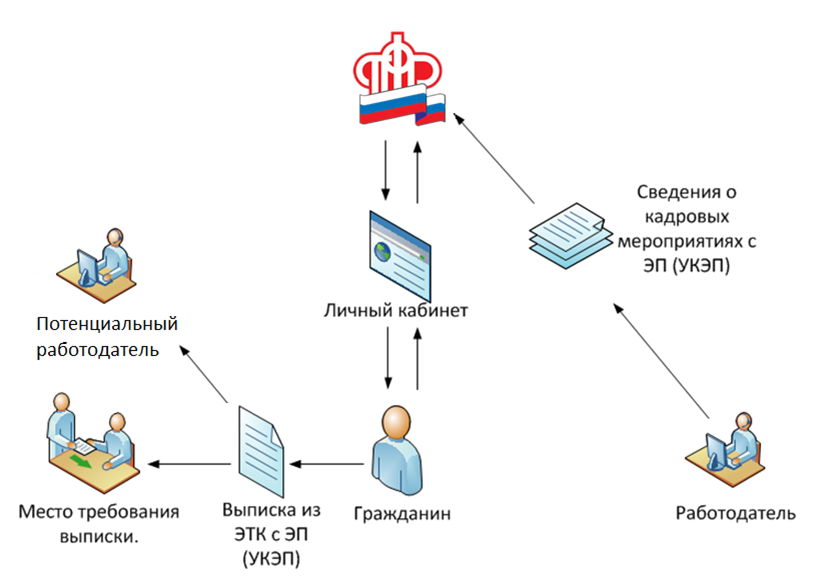 Сведения о
кадровых
мероприятиях с
ЭП (УКЭП)
Личный кабинет
Потенциальный
работодатель
Место требования
выписки.
Выписка из
ЭТК с ЭП
(УКЭП)
Гражданин
Работодатель